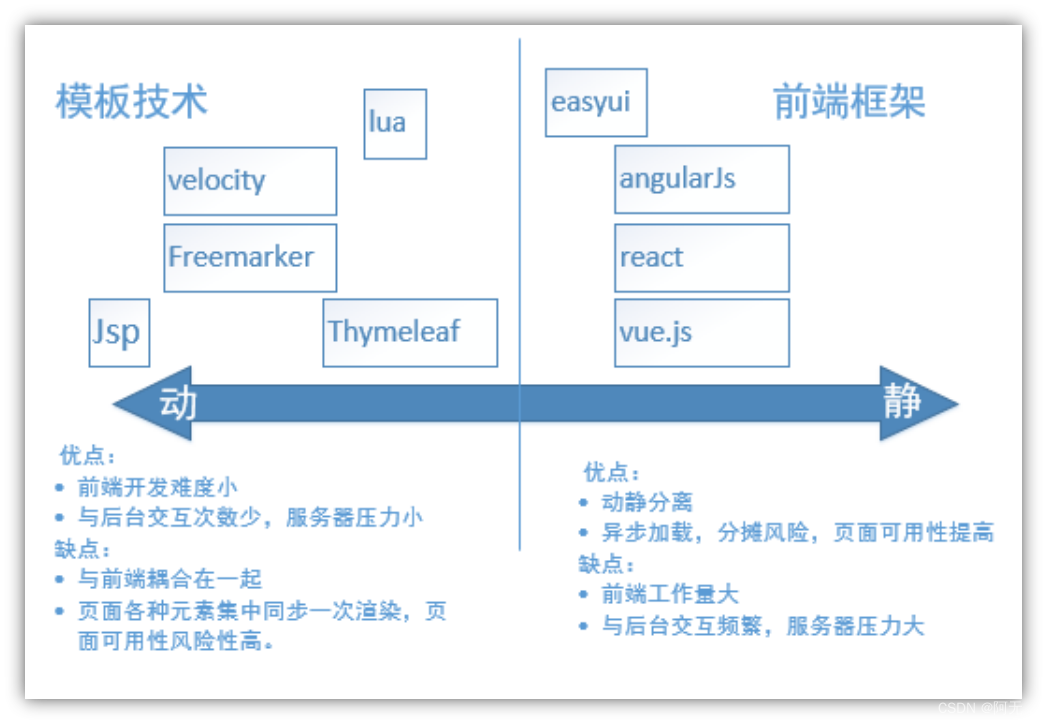 模板技术
lua
velocity
Freemarker
Jsp
Thymeleaf
easyui
前端框架
angularJs
react
vue.js
动
静
优点：
• 前端开发难度小
• 与后台交互次数少，服务器压力小
缺点：
• 与前端耦合在一起
• 页面各种元素集中同步一次渲染，页
面可用性风险性高。
优点：
• 动静分离
• 异步加载，分摊风险，页面可用性提高
缺点：
• 前端工作量大
• 与后台交互频繁，服务器压力大
CSDN @阿天